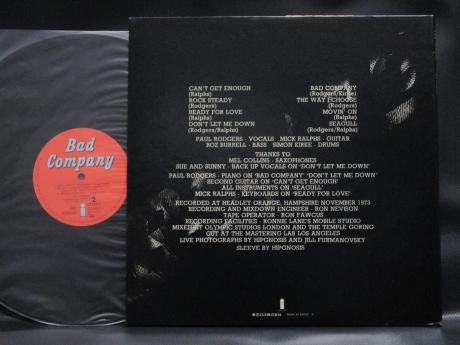 Bad
Company
2
CAN'T GET ENOUGH
(Ralphs)
ROCK STEADY
(Rodgers)
READY FOR LOVE
(Ralphs)
DON'T LET ME DOWN
(Rodgers/Ralphs)
BAD COMPANY
(Rodgers/Kirke)
THE WAY I CHOOSE
(Rodgers)
MOVIN' ON
(Ralphs)
SEAGULL
(Rodgers/Ralphs)
PAUL RODGERS - VOCALS MICK RALPHS - GUITAR
BOZ BURRELL - BASS SIMON KIRKE - DRUMS
THANKS TO
MEL COLLINS - SAXOPHONES
SUE AND SUNNY - BACK UP VOCALS ON 'DON'T LET ME DOWN'
PAUL RODGERS - PIANO ON 'BAD COMPANY' 'DON'T LET ME DOWN'
SECOND GUITAR ON 'CAN'T GET ENOUGH'
ALL INSTRUMENTS ON 'SEAGULL'
MICK RALPHS - KEYBOARDS ON 'READY FOR LOVE'
RECORDED AT HEADLEY GRANGE, HAMPSHIRE NOVEMBER 1973
RECORDING AND MIXDOWN ENGINEER - RON NEVISON
TAPE OPERATOR - RON FAWCUS
RECORDING FACILITIES - RONNIE LANE'S MOBILE STUDIO
MIXED AT OLYMPIC STUDIOS LONDON AND THE TEMPLE GORING
CUT AT THE MASTERING LAB LOS ANGELES
LIVE PHOTOGRAPHS BY HIPGNOSIS AND JILL FURMANOVSKY
SLEEVE BY HIPGNOSIS